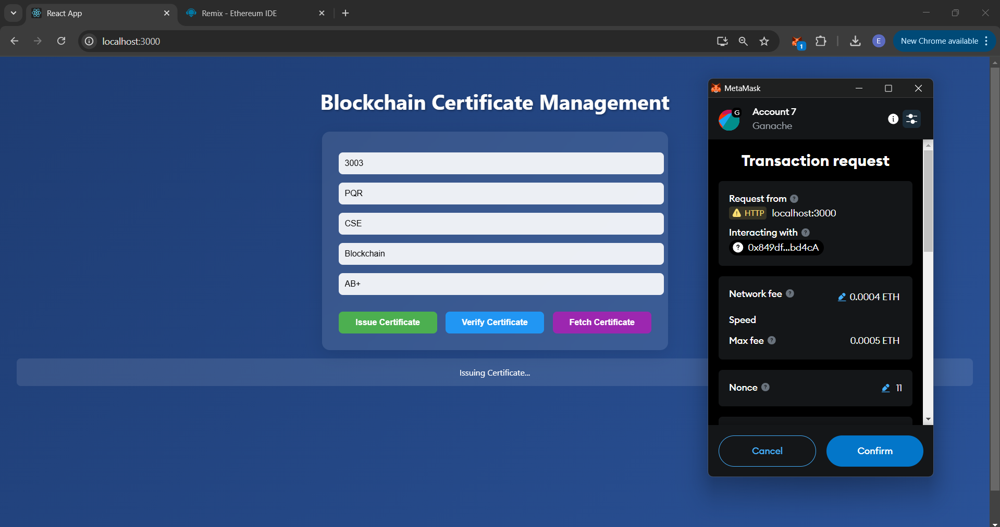 React App
Remix - Ethereum IDE
localhost:3000
1
E
New Chrome available
Blockchain Certificate Management
3003
PQR
CSE
Blockchain
AB+
Issue Certificate
Verify Certificate
Fetch Certificate
Issuing Certificate...
MetaMask
G
Account 7
Ganache
Transaction request
Request from
HTTP localhost:3000
Interacting with
0x849df...bd4cA
Network fee
0.0004 ETH
Speed
Max fee
0.0005 ETH
Nonce
11
Cancel
Confirm